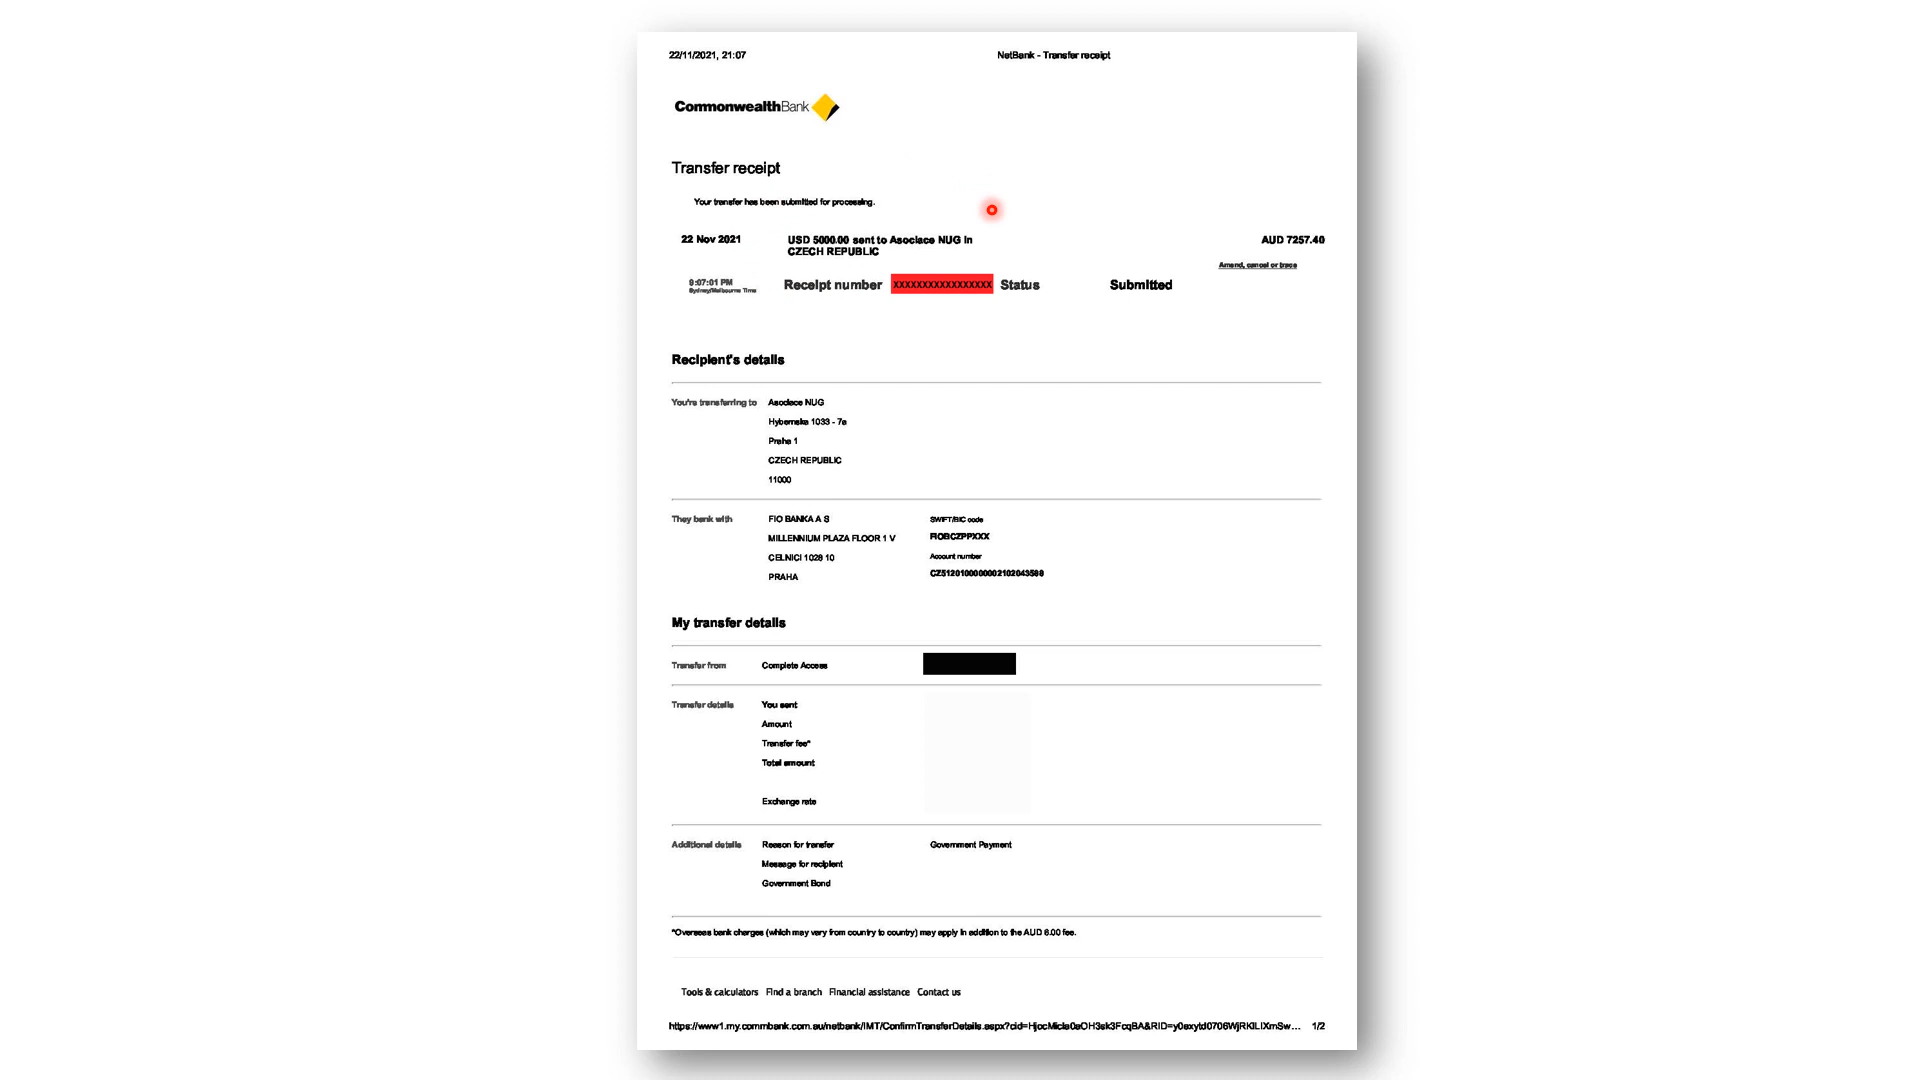 22/11/2021, 21:07 NetBank - Transfer receipt
CommonwealthBank
Transfer receipt
Your transfer has been submitted for processing.
22 Nov 2021 USD 5000.00 sent to Asociace NUG in AUD 7257.40
CZECH REPUBLIC
Amend, cancel or trace
9:07:01 PM Receipt number XXXXXXXXXXXXXXXXX Status Submitted
Sydney/Melbourne Time
Recipient's details
You're transferring to Asociace NUG
Hybernska 1033 - 7a
Praha 1
CZECH REPUBLIC
11000
They bank with FIO BANKA A S SWIFT/BIC code
MILLENNIUM PLAZA FLOOR 1 V FIOBCZPPXXX
CELNICI 1028 10 Account number
PRAHA CZ5120100000002102043588
My transfer details
Transfer from Complete Access
Transfer details You sent
Amount
Transfer fee*
Total amount
Exchange rate
Additional details Reason for transfer Government Payment
Message for recipient
Government Bond
*Overseas bank charges (which may vary from country to country) may apply in addition to the AUD 6.00 fee.
Tools & calculators Find a branch Financial assistance Contact us
https://www1.my.commbank.com.au/netbank/IMT/ConfirmTransferDetails.aspx?cid= 1/2